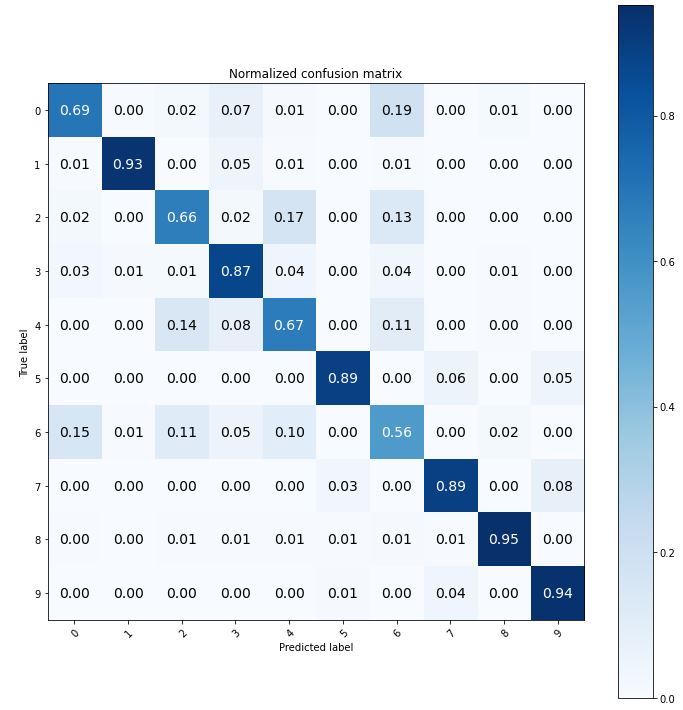 Normalized confusion matrix
0 0.69 0.00 0.02 0.07 0.01 0.00 0.19 0.00 0.01 0.00
1 0.01 0.93 0.00 0.05 0.01 0.00 0.01 0.00 0.00 0.00
2 0.02 0.00 0.66 0.02 0.17 0.00 0.13 0.00 0.00 0.00
3 0.03 0.01 0.01 0.87 0.04 0.00 0.04 0.00 0.01 0.00
4 0.00 0.00 0.14 0.08 0.67 0.00 0.11 0.00 0.00 0.00
5 0.00 0.00 0.00 0.00 0.00 0.89 0.00 0.06 0.00 0.05
6 0.15 0.01 0.11 0.05 0.10 0.00 0.56 0.00 0.02 0.00
7 0.00 0.00 0.00 0.00 0.00 0.03 0.00 0.89 0.00 0.08
8 0.00 0.00 0.01 0.01 0.01 0.01 0.01 0.01 0.95 0.00
9 0.00 0.00 0.00 0.00 0.00 0.01 0.00 0.04 0.00 0.94
0 1 2 3 4 5 6 7 8 9
True label
Predicted label
0.8
0.6
0.4
0.2
0.0